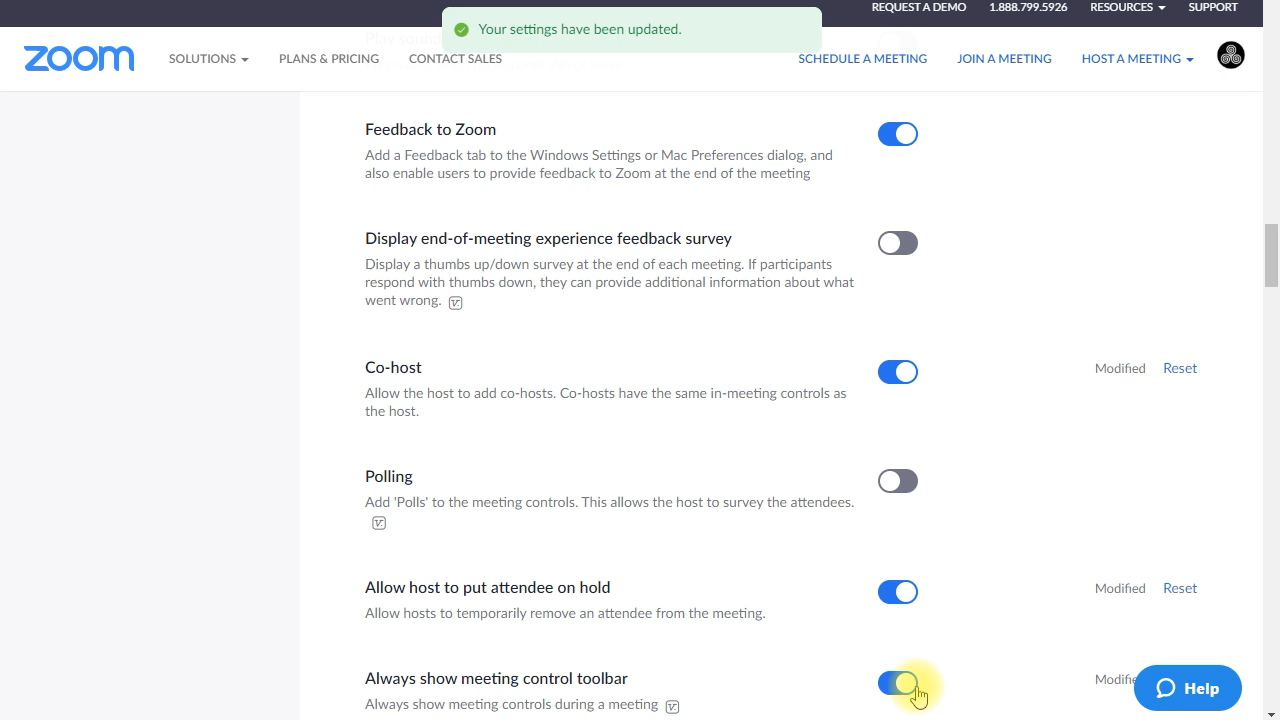 REQUEST A DEMO 1.888.799.5926 RESOURCES SUPPORT
Your settings have been updated.
zoom SOLUTIONS PLANS & PRICING CONTACT SALES SCHEDULE A MEETING JOIN A MEETING HOST A MEETING
Feedback to Zoom
Add a Feedback tab to the Windows Settings or Mac Preferences dialog, and
also enable users to provide feedback to Zoom at the end of the meeting
Display end-of-meeting experience feedback survey
Display a thumbs up/down survey at the end of each meeting. If participants
respond with thumbs down, they can provide additional information about what
went wrong.
Co-host Modified Reset
Allow the host to add co-hosts. Co-hosts have the same in-meeting controls as
the host.
Polling
Add 'Polls' to the meeting controls. This allows the host to survey the attendees.
Allow host to put attendee on hold Modified Reset
Allow hosts to temporarily remove an attendee from the meeting.
Always show meeting control toolbar
Always show meeting controls during a meeting
Help